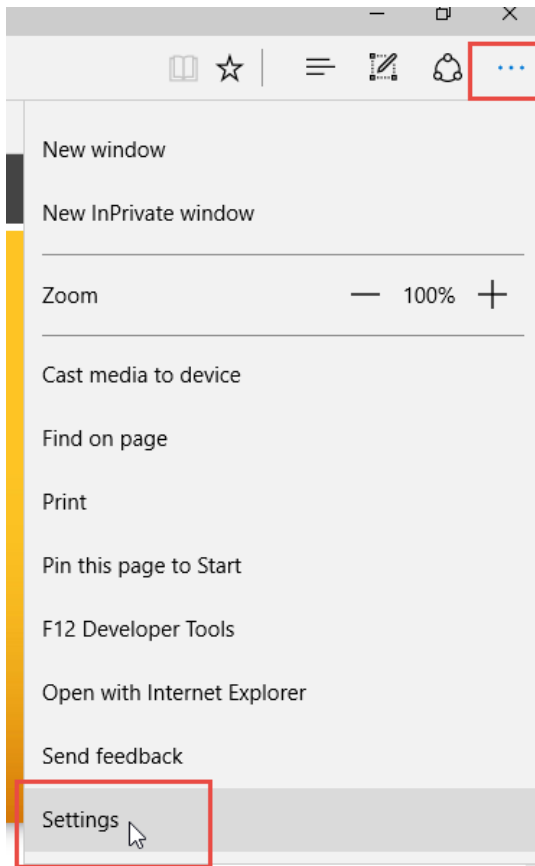 New window
New InPrivate window
Zoom — 100% +
Cast media to device
Find on page
Print
Pin this page to Start
F12 Developer Tools
Open with Internet Explorer
Send feedback
Settings